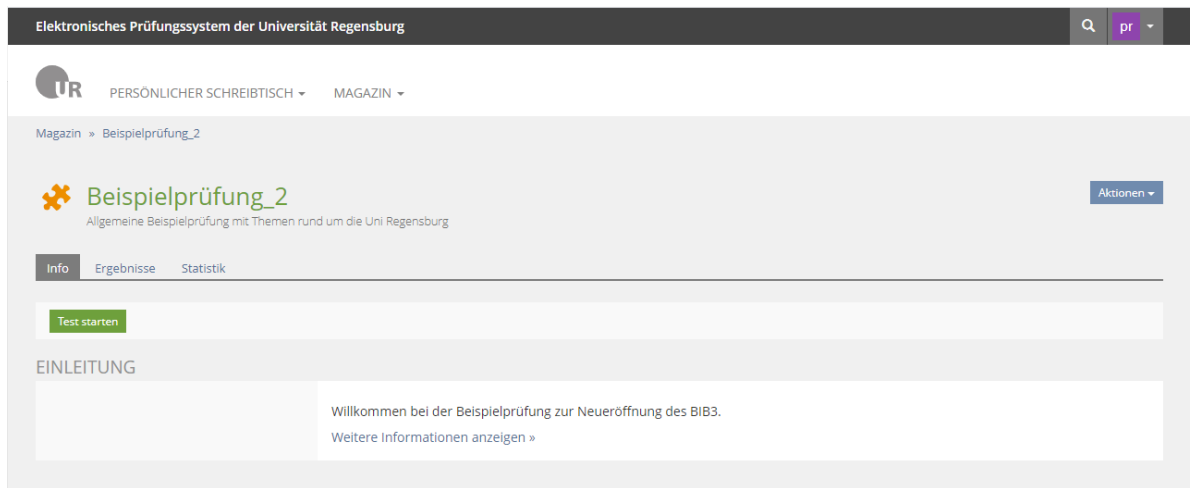 Elektronisches Prüfungssystem der Universität Regensburg
pr
UR PERSÖNLICHER SCHREIBTISCH MAGAZIN
Magazin » Beispielprüfung_2
Beispielprüfung_2
Aktionen
Allgemeine Beispielprüfung mit Themen rund um die Uni Regensburg
Info Ergebnisse Statistik
Test starten
EINLEITUNG
Willkommen bei der Beispielprüfung zur Neueröffnung des BIB3.
Weitere Informationen anzeigen »